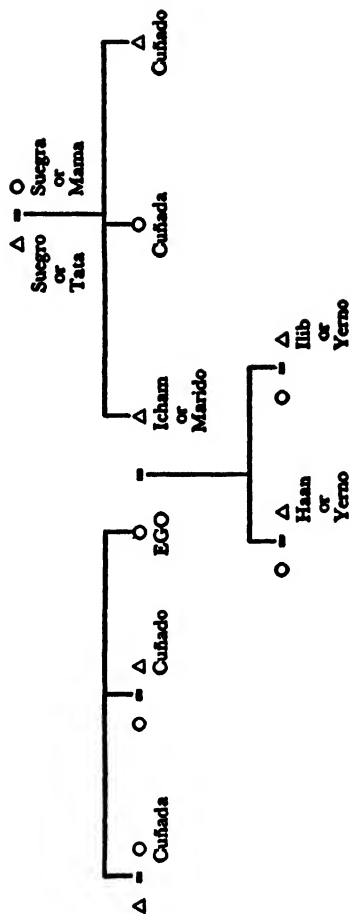 Suegro
or
Tata
Suegra
or
Mama
Cuñada
Cuñado
EGO
Icham
or
Marido
Cuñada
Cuñado
Haan
or
Yerno
Ilib
or
Yerno